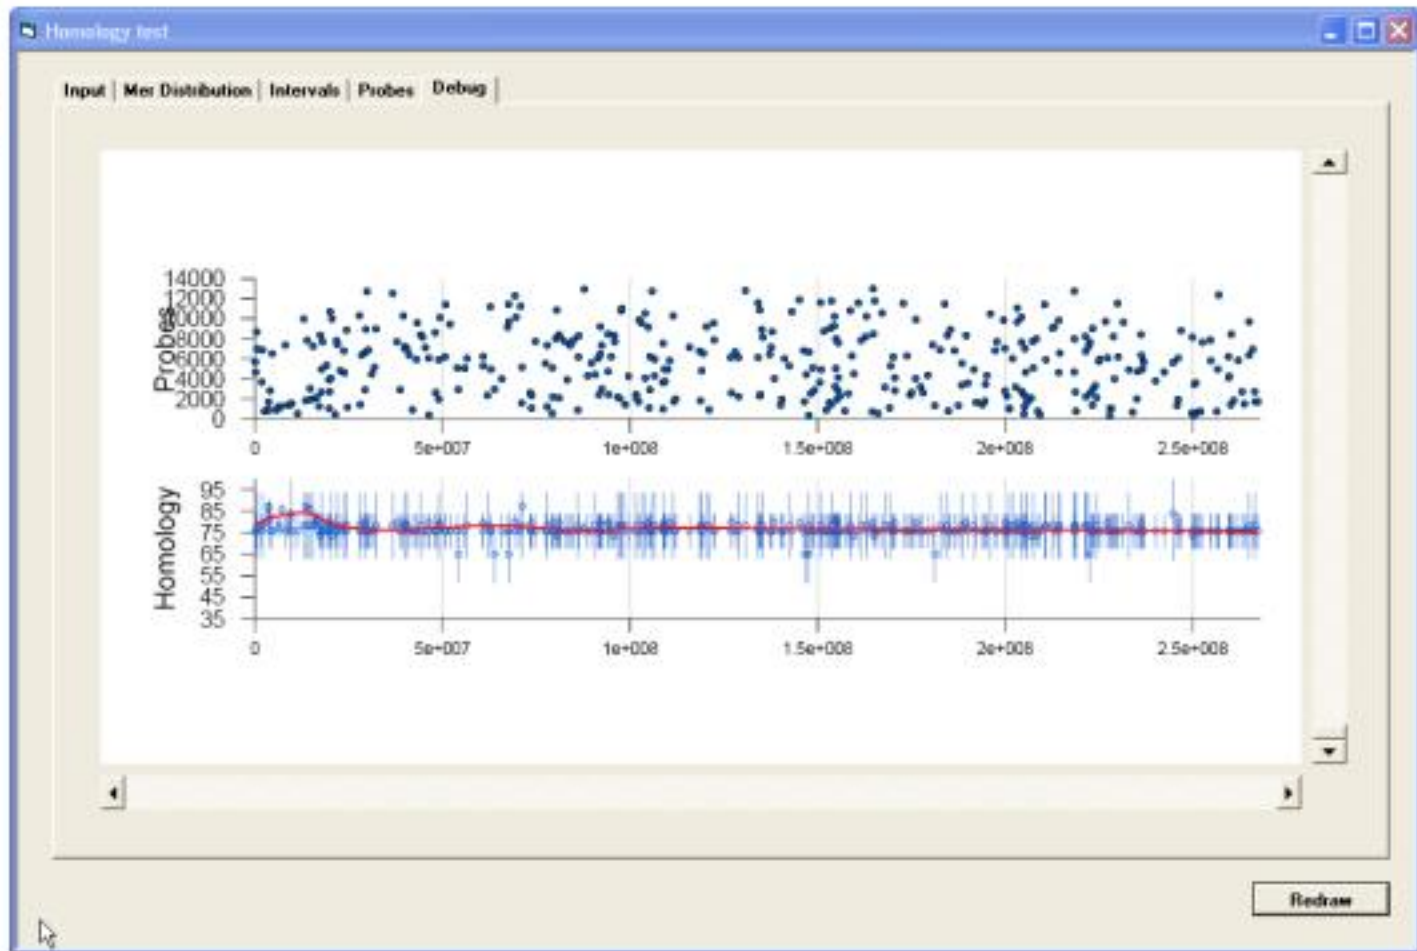 Homology test
Input Mer Distribution Intervals Probes Debug
Probes
14000
12000
10000
8000
6000
4000
2000
0
0 5e+007 1e+008 1.5e+008 2e+008 2.5e+008
Homology
95
85
75
65
55
45
35
0 5e+007 1e+008 1.5e+008 2e+008 2.5e+008
Redraw